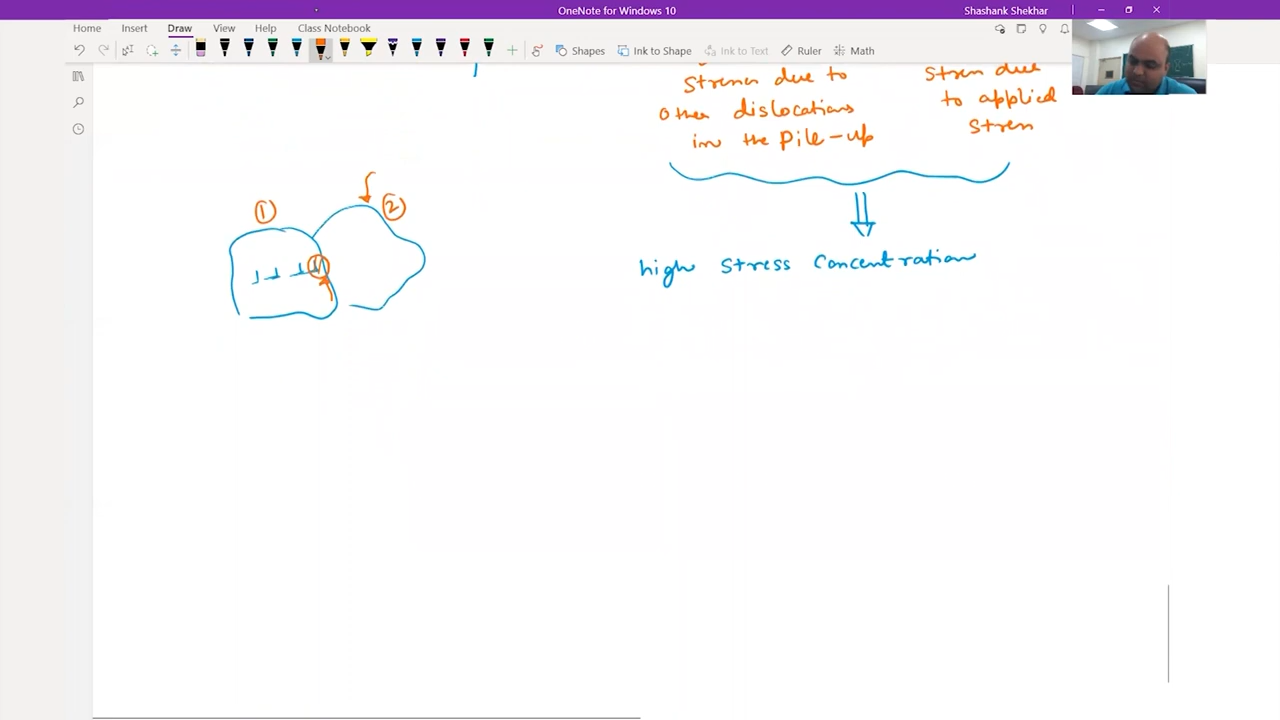 OneNote for Windows 10
Shashank Shekhar
Home Insert Draw View Help Class Notebook
Shapes Ink to Shape Ink to Text Ruler Math
Stresses due to
other dislocations
in the Pile-up
Stress due
to applied
Stress
① ②
high Stress Concentration